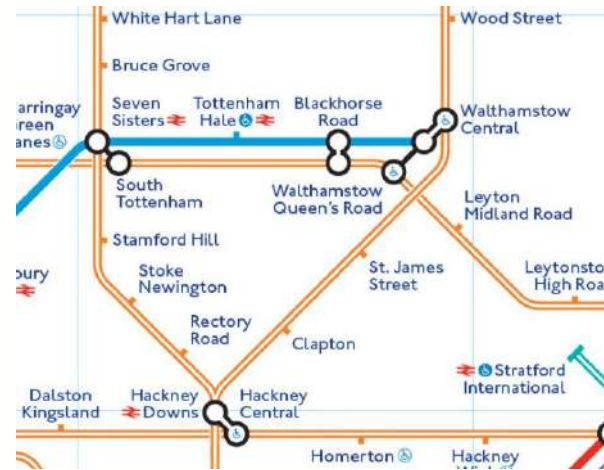 White Hart Lane
Wood Street
Bruce Grove
arringay
Green
anes
Seven
Sisters
Tottenham
Hale
Blackhorse
Road
Walthamstow
Central
South
Tottenham
Walthamstow
Queen's Road
Leyton
Midland Road
Stamford Hill
bury
Stoke
Newington
St. James
Street
Leytonsto
High Roa
Rectory
Road
Clapton
Stratford
International
Dalston
Kingsland
Hackney
Downs
Hackney
Central
Homerton
Hackney